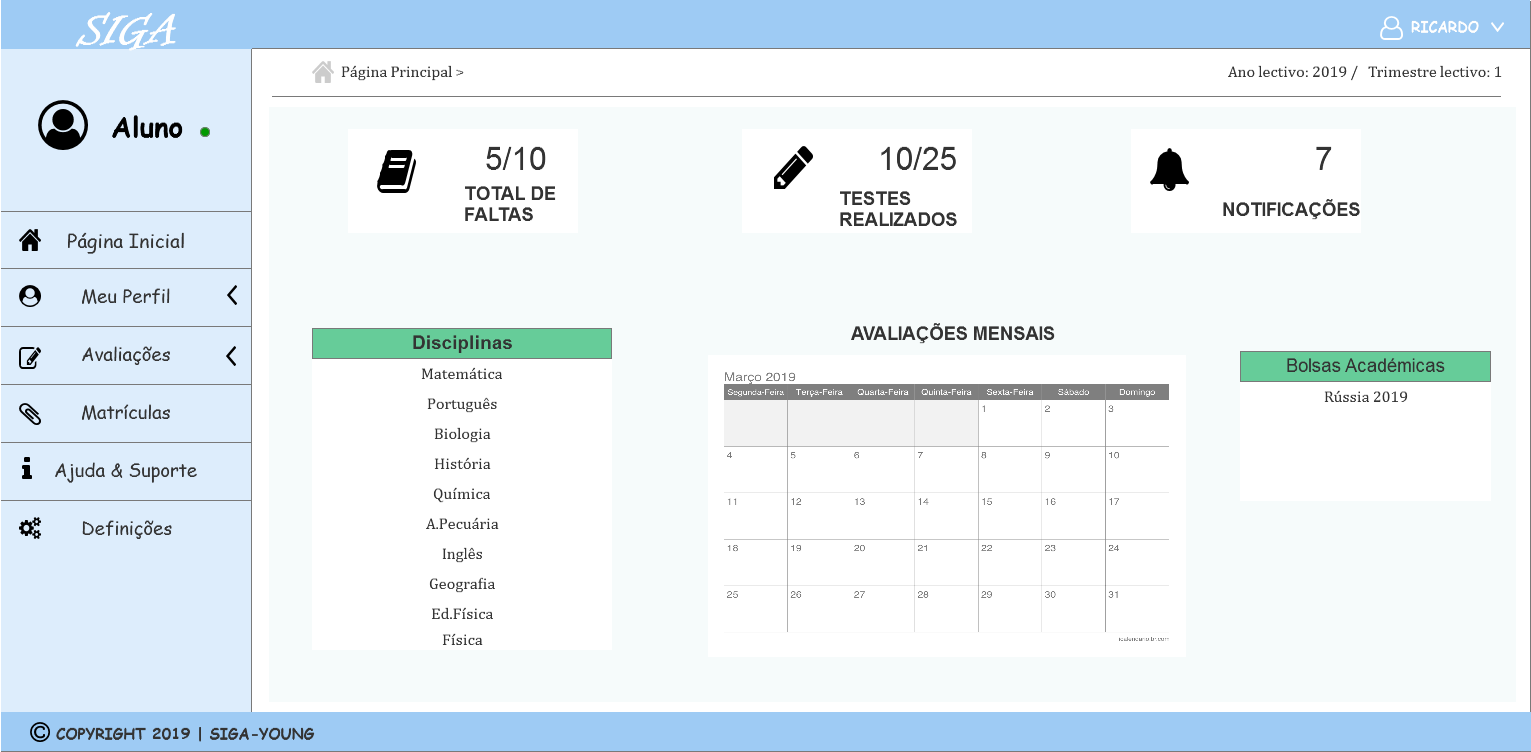 SIGA
RICARDO
Página Principal >
Ano lectivo: 2019 / Trimestre lectivo: 1
Aluno
Página Inicial
Meu Perfil
Avaliações
Matrículas
Ajuda & Suporte
Definições
5/10
TOTAL DE
FALTAS
10/25
TESTES
REALIZADOS
7
NOTIFICAÇÕES
Disciplinas
Matemática
Português
Biologia
História
Química
A.Pecuária
Inglês
Geografia
Ed.Física
Física
AVALIAÇÕES MENSAIS
Março 2019
Segunda-Feira Terça-Feira Quarta-Feira Quinta-Feira Sexta-Feira Sábado Domingo
1 2 3
4 5 6 7 8 9 10
11 12 13 14 15 16 17
18 19 20 21 22 23 24
25 26 27 28 29 30 31
Bolsas Académicas
Rússia 2019
© COPYRIGHT 2019 | SIGA-YOUNG